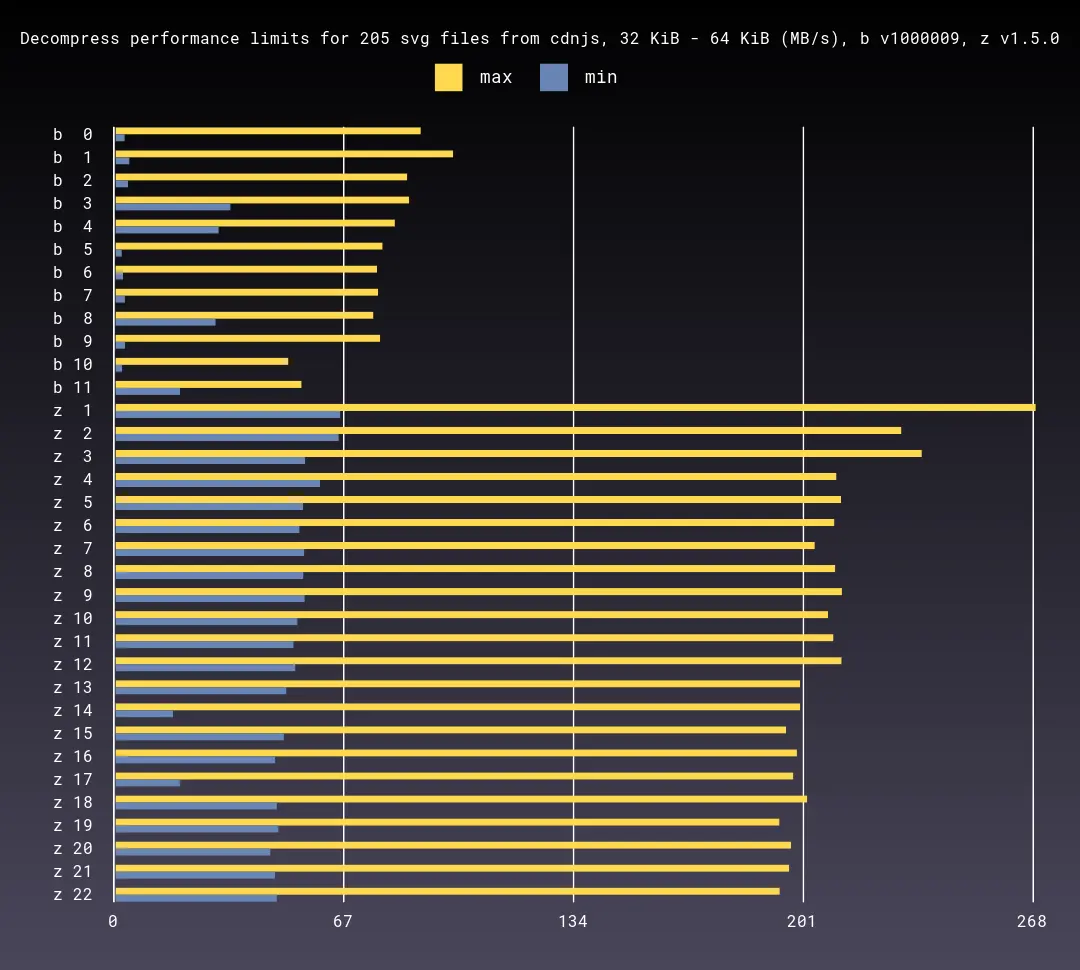 Decompress performance limits for 205 svg files from cdnjs, 32 KiB - 64 KiB (MB/s), b v1000009, z v1.5.0
max min
b 0
b 1
b 2
b 3
b 4
b 5
b 6
b 7
b 8
b 9
b 10
b 11
z 1
z 2
z 3
z 4
z 5
z 6
z 7
z 8
z 9
z 10
z 11
z 12
z 13
z 14
z 15
z 16
z 17
z 18
z 19
z 20
z 21
z 22
0 67 134 201 268